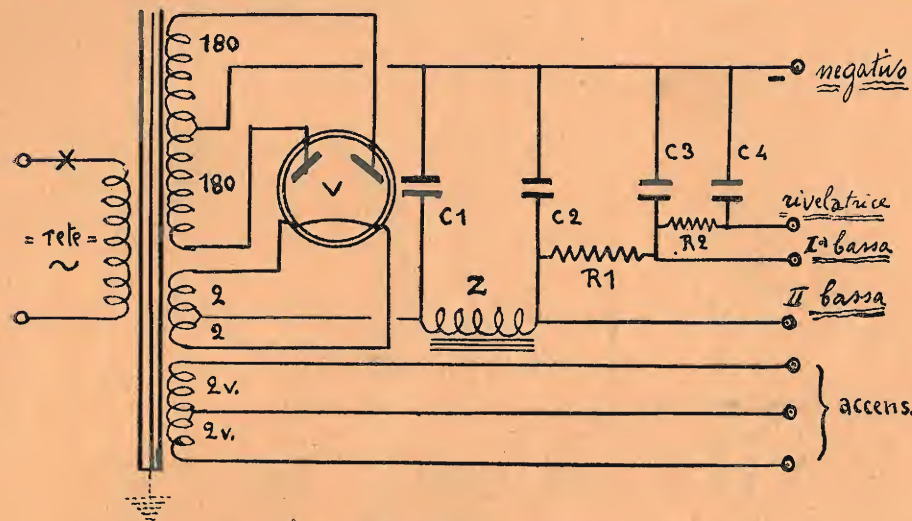 180
180
= rete =
~
2
2
2v.
2v.
V
C1
Z
C2
R1
C3
C4
R2
- negativo
rivelatrice
Iª bassa
II bassa
accens.